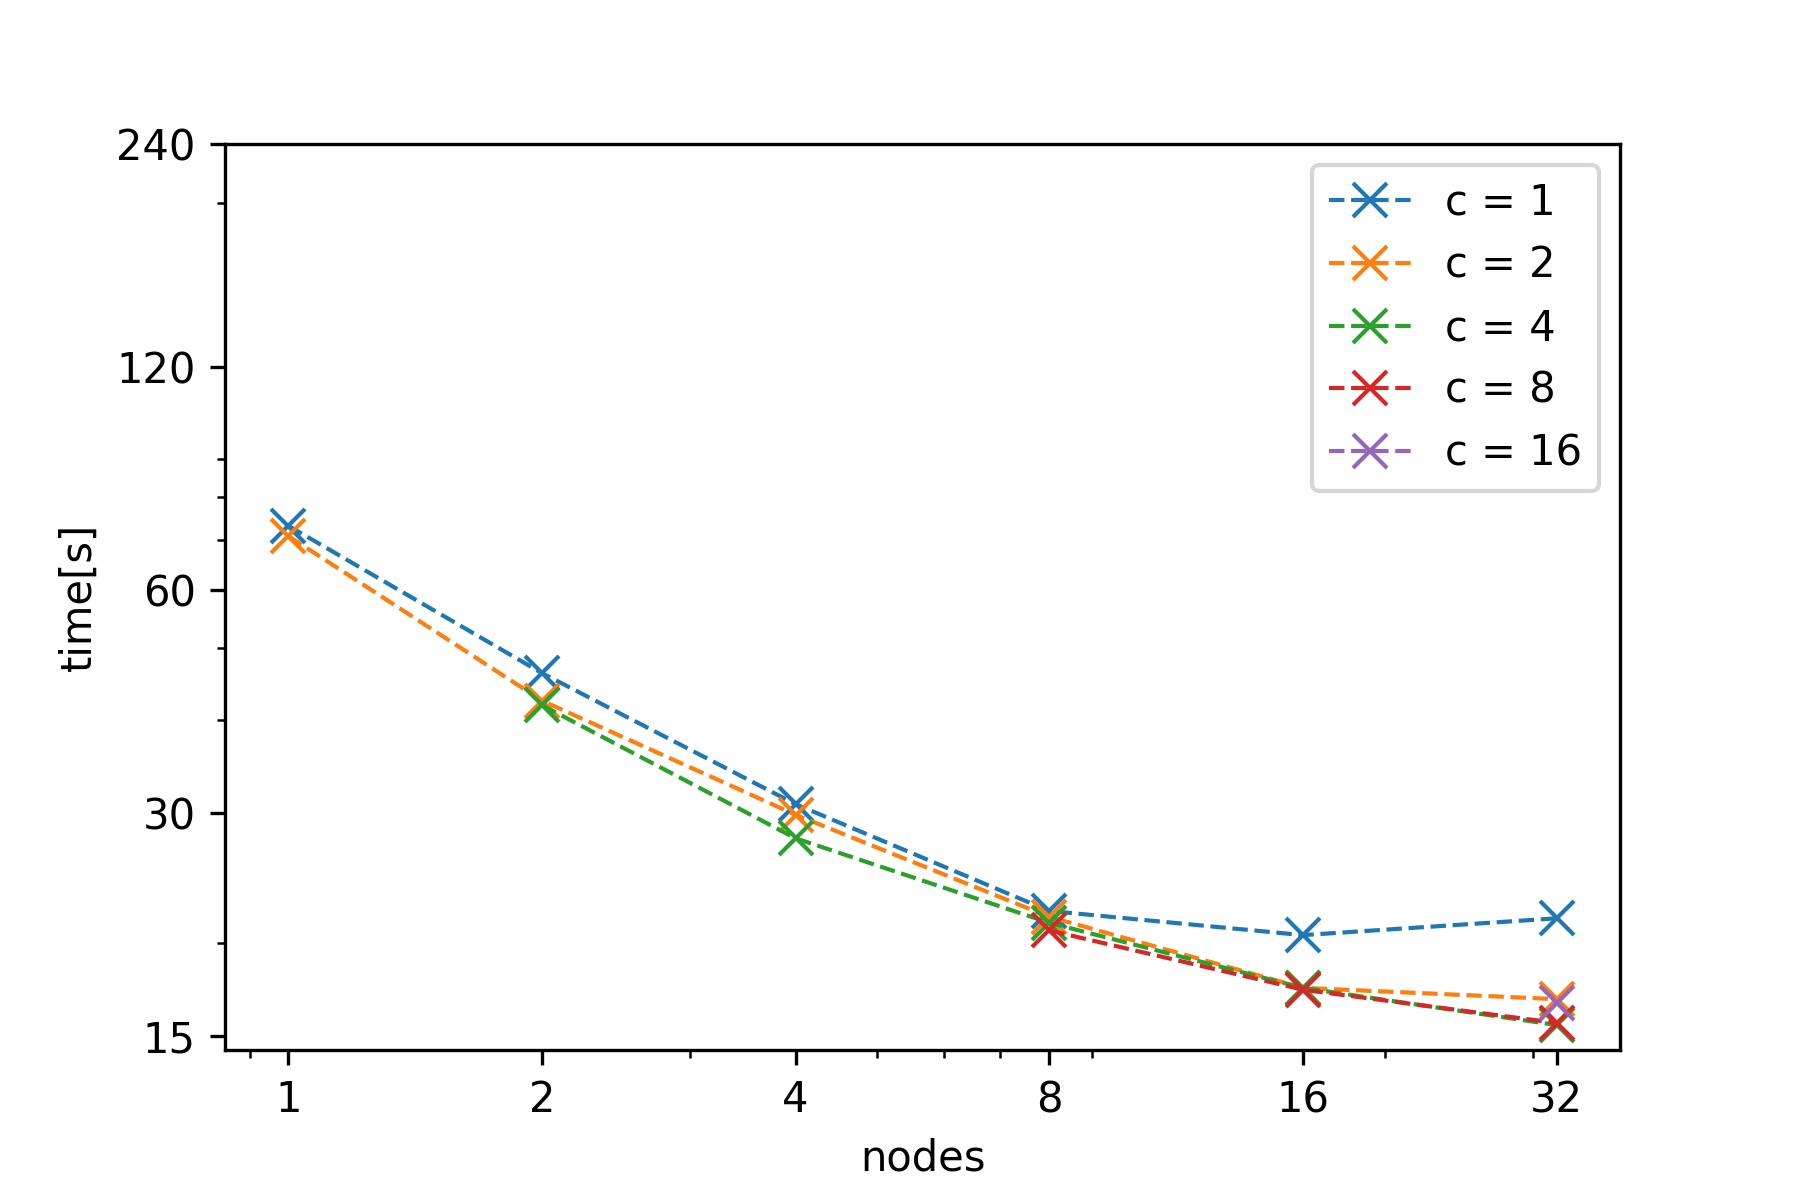 240
120
60
30
15
time[s]
c = 1
c = 2
c = 4
c = 8
c = 16
1 2 4 8 16 32
nodes